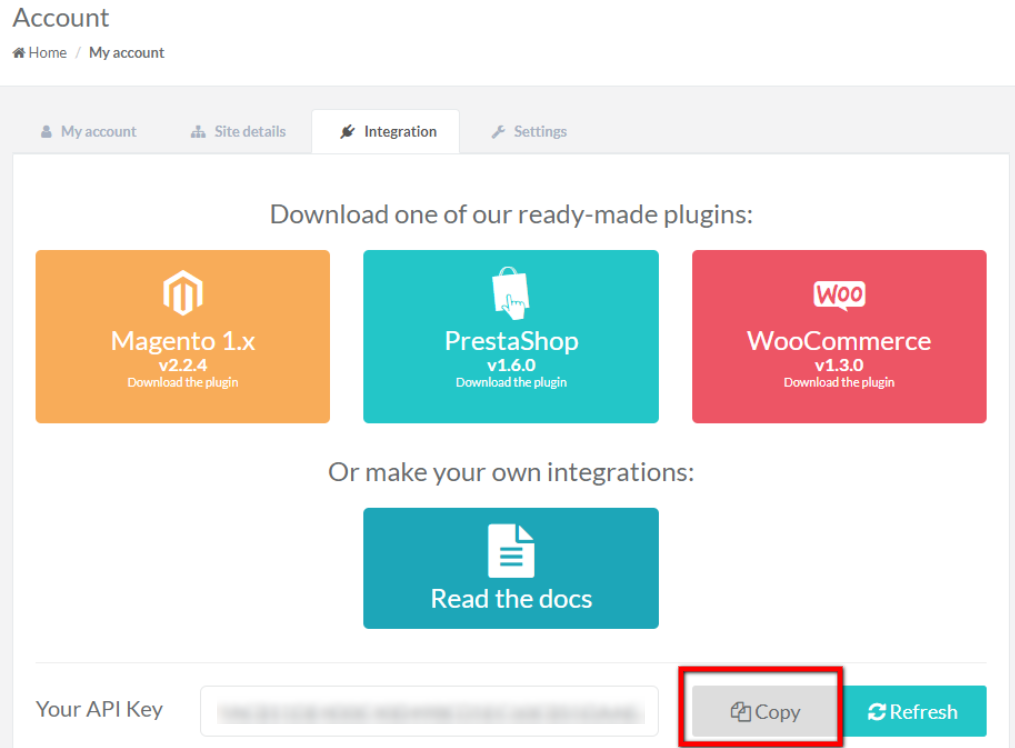 Account
Home / My account
My account
Site details
Integration
Settings
Download one of our ready-made plugins:
Magento 1.x
v2.2.4
Download the plugin
PrestaShop
v1.6.0
Download the plugin
WOO
WooCommerce
v1.3.0
Download the plugin
Or make your own integrations:
Read the docs
Your API Key
Copy
Refresh